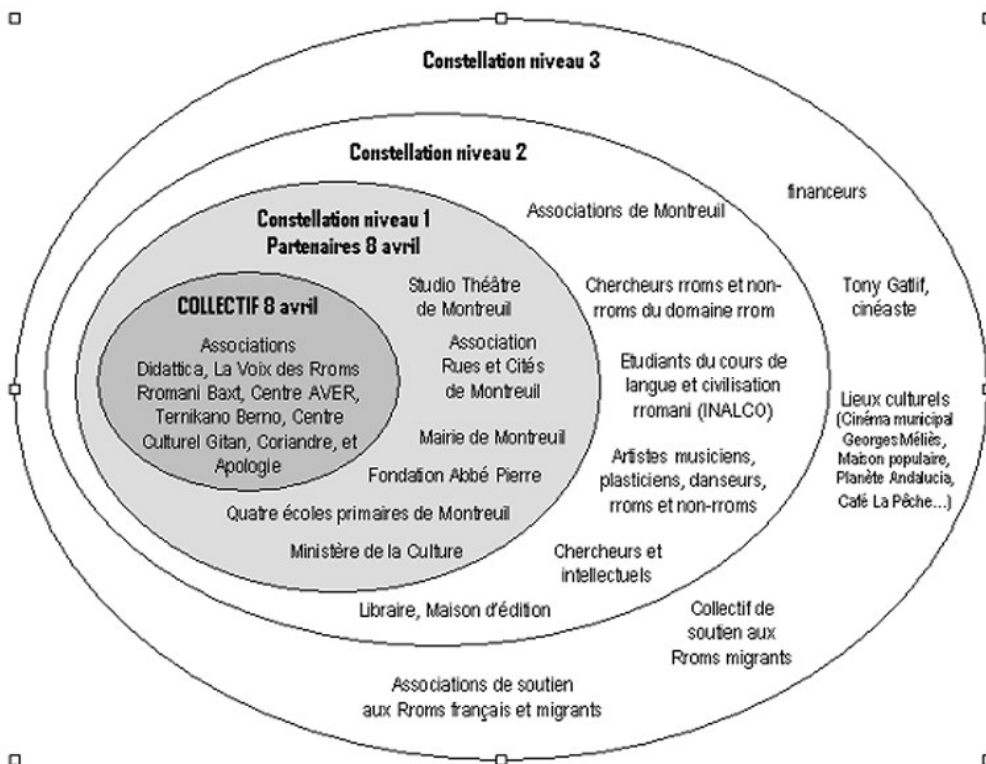 Constellation niveau 3
Constellation niveau 2
Constellation niveau 1
Partenaires 8 avril
COLLECTIF 8 avril
Associations
Didattica, La Voix des Rroms
Rromani Baxt, Centre AVER,
Ternikano Berno, Centre
Culturel Gitan, Coriandre, et
Apologie
Studio Théâtre
de Montreuil
Association
Rues et Cités
de Montreuil
Mairie de Montreuil
Fondation Abbé Pierre
Quatre écoles primaires de Montreuil
Ministère de la Culture
Associations de Montreuil
Chercheurs rroms et non-
rroms du domaine rrom
Etudiants du cours de
langue et civilisation
rromani (INALCO)
Artistes musiciens,
plasticiens, danseurs,
rroms et non-rroms
Chercheurs et
intellectuels
Libraire, Maison d'édition
financeurs
Tony Gatlif,
cinéaste
Lieux culturels
(Cinéma municipal
Georges Méliès,
Maison populaire,
Planète Andalucia,
Café La Pêche...)
Collectif de
soutien aux
Rroms migrants
Associations de soutien
aux Rroms français et migrants